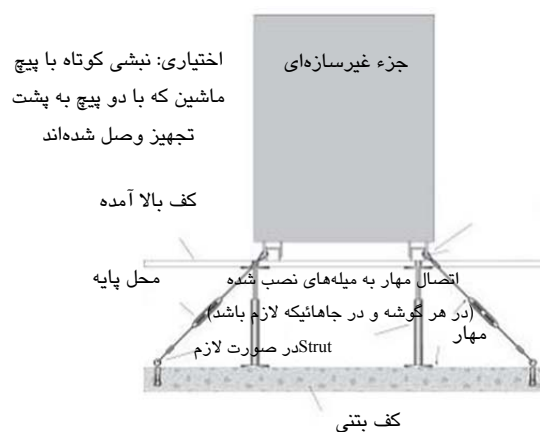 جزء غیرسازه‌ای
اختیاری: نبشی کوتاه با پیچ
ماشین که با دو پیچ به پشت
تجهیز وصل شده‌اند
کف بالا آمده
اتصال مهار به میله‌های نصب شده
محل پایه
(در هر گوشه و در جاهائیکه لازم باشد)
مهار
Strutدر صورت لازم
کف بتنی